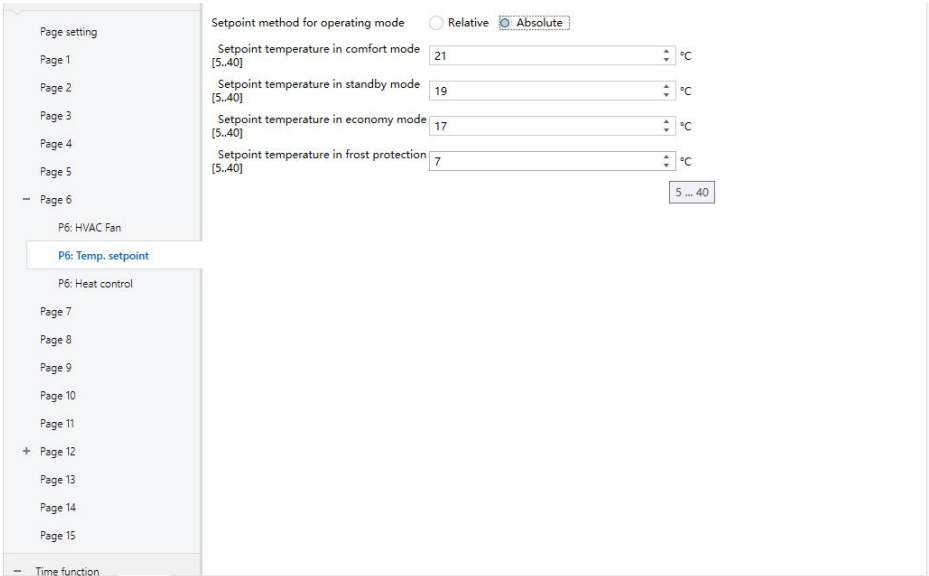 Page setting
Page 1
Page 2
Page 3
Page 4
Page 5
− Page 6
P6: HVAC Fan
P6: Temp. setpoint
P6: Heat control
Page 7
Page 8
Page 9
Page 10
Page 11
+ Page 12
Page 13
Page 14
Page 15
− Time function
Setpoint method for operating mode Relative Absolute
Setpoint temperature in comfort mode
[5..40]
21 °C
Setpoint temperature in standby mode
[5..40]
19 °C
Setpoint temperature in economy mode
[5..40]
17 °C
Setpoint temperature in frost protection
[5..40]
7 °C
5 ... 40